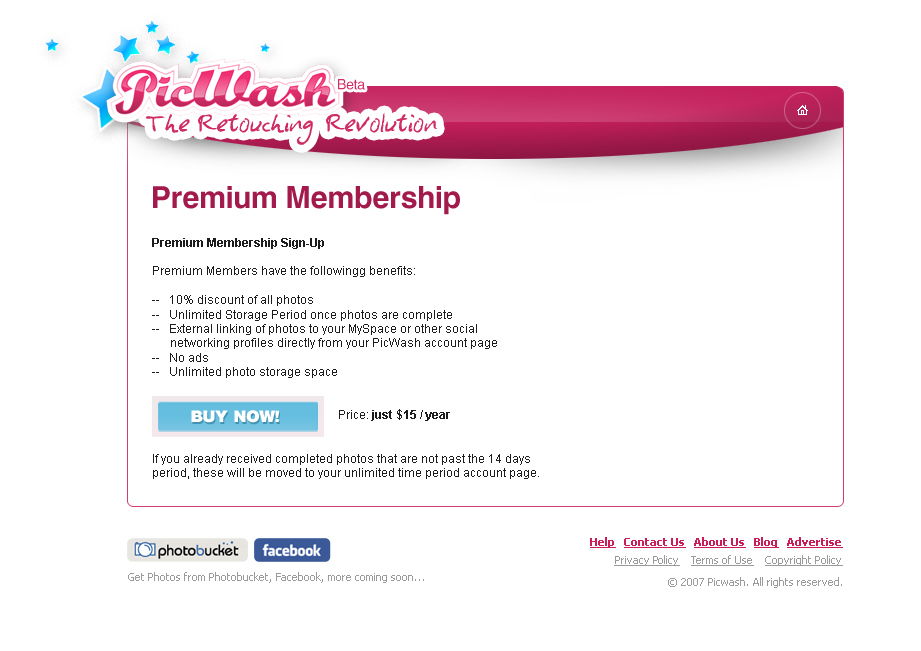 PicWash Beta
The Retouching Revolution
Premium Membership
Premium Membership Sign-Up
Premium Members have the followingg benefits:
-- 10% discount of all photos
-- Unlimited Storage Period once photos are complete
-- External linking of photos to your MySpace or other social
networking profiles directly from your PicWash account page
-- No ads
-- Unlimited photo storage space
BUY NOW! Price: just $15 / year
If you already received completed photos that are not past the 14 days
period, these will be moved to your unlimited time period account page.
photobucket facebook
Get Photos from Photobucket, Facebook, more coming soon...
Help Contact Us About Us Blog Advertise
Privacy Policy Terms of Use Copyright Policy
© 2007 Picwash. All rights reserved.